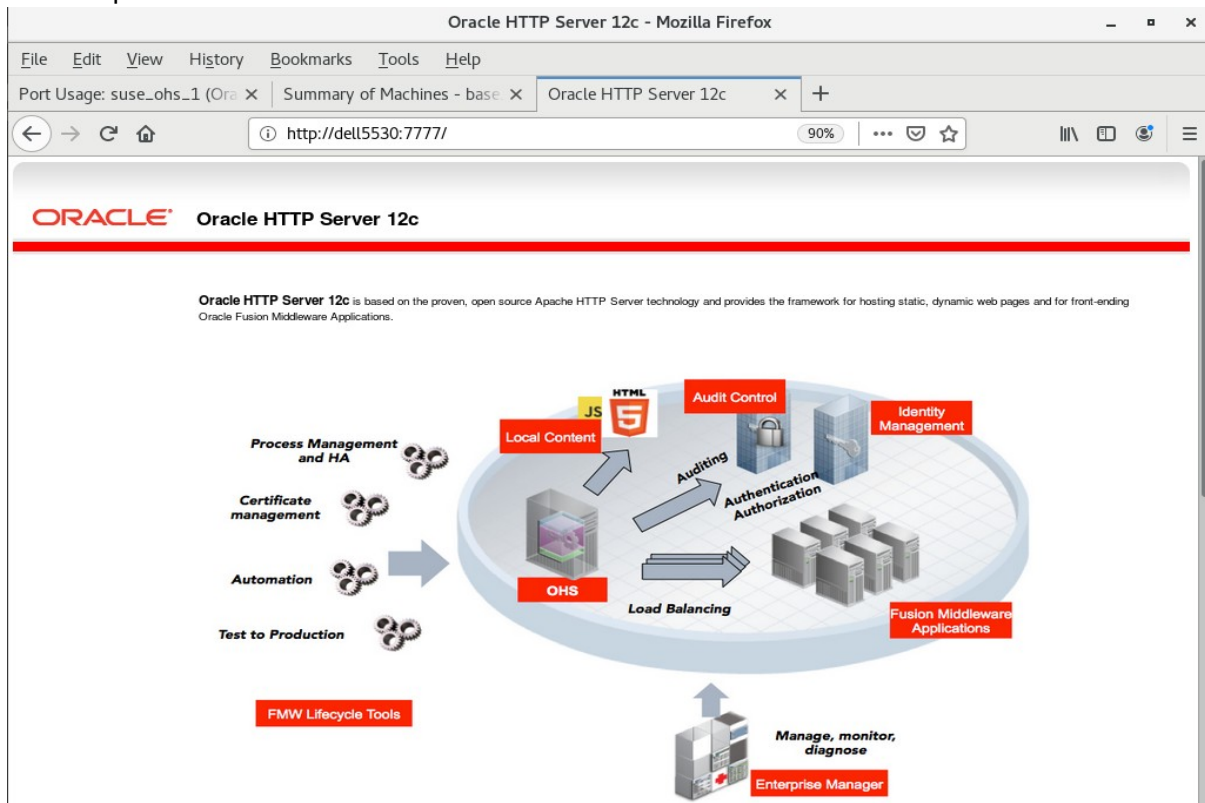 Oracle HTTP Server 12c - Mozilla Firefox
File Edit View History Bookmarks Tools Help
Port Usage: suse_ohs_1 (Ora
Summary of Machines - base
Oracle HTTP Server 12c
http://dell5530:7777/
90%
ORACLE Oracle HTTP Server 12c
Oracle HTTP Server 12c is based on the proven, open source Apache HTTP Server technology and provides the framework for hosting static, dynamic web pages and for front-ending
Oracle Fusion Middleware Applications.
HTML
JS
5
Local Content
Audit Control
Identity
Management
Process Management
and HA
Auditing
Authentication
Authorization
Certificate
management
Automation
OHS
Load Balancing
Fusion Middleware
Applications
Test to Production
FMW Lifecycle Tools
Manage, monitor,
diagnose
Enterprise Manager